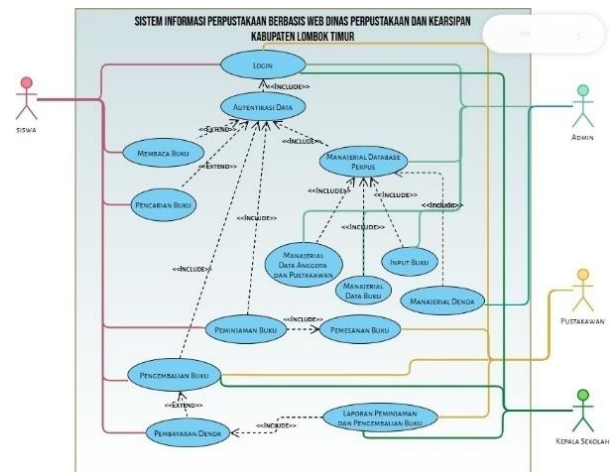 SISTEM INFORMASI PERPUSTAKAAN BERBASIS WEB DINAS PERPUSTAKAAN DAN KEARSIPAN
KABUPATEN LOMBOK TIMUR
LOGIN
<<INCLUDE>>
AUTENTIKASI DATA
SISWA
ADMIN
<<EXTEND>>
MEMBACA BUKU
MANAJERIAL DATABASE
PERPUS
<<EXTEND>>
<<INCLUDE>>
<<INCLUDE>>
PENCARIAN BUKU
<<INCLUDE>>
<<INCLUDE>>
<<INCLUDE>>
MANAJERIAL
DATA ANGGOTA
DAN PUSTAKAWAN
INPUT BUKU
<<INCLUDE>>
MANAJERIAL
DATA BUKU
MANAJERIAL DENDA
PUSTAKAWAN
PEMINJAMAN BUKU
<<INCLUDE>>
PEMESANAN BUKU
PENGEMBALIAN BUKU
<<EXTEND>>
LAPORAN PEMINJAMAN
DAN PENGEMBALIAN BUKU
<<INCLUDE>>
PEMBAYARAN DENDA
KEPALA SEKOLAH